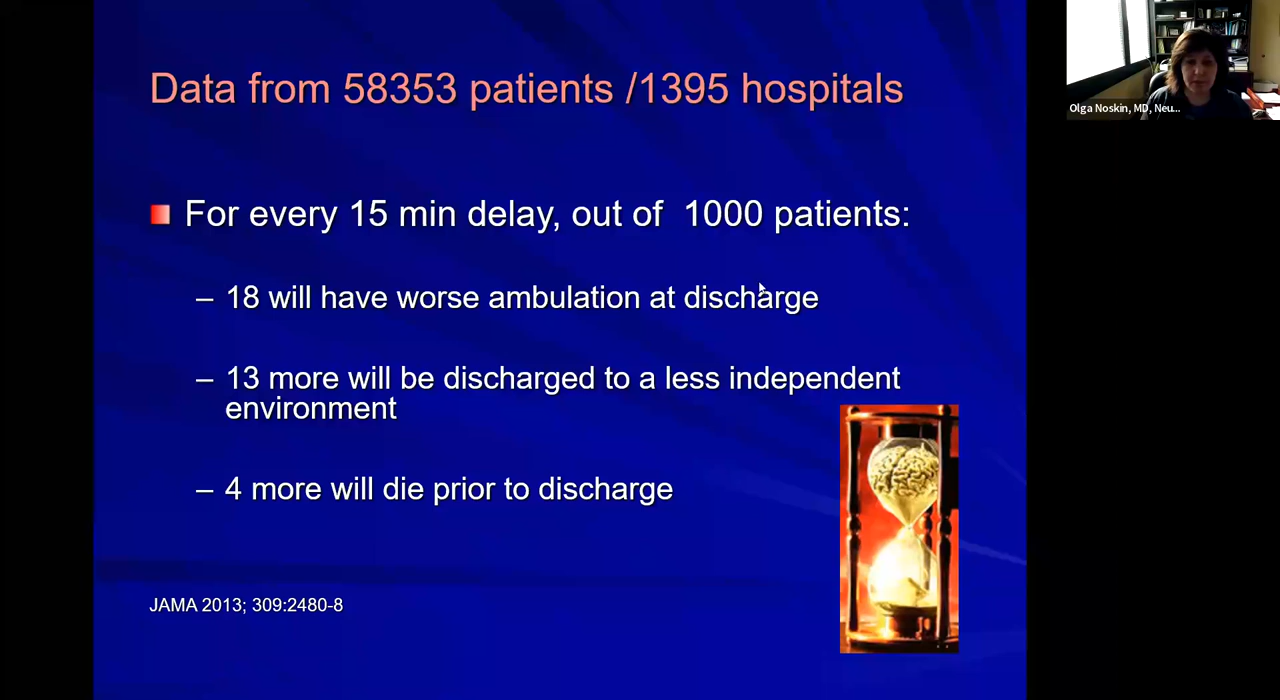 Data from 58353 patients /1395 hospitals
For every 15 min delay, out of 1000 patients:
– 18 will have worse ambulation at discharge
– 13 more will be discharged to a less independent
environment
– 4 more will die prior to discharge
JAMA 2013; 309:2480-8
Olga Noskin, MD, Neu...